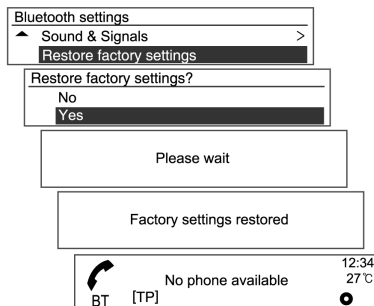 Bluetooth settings
Sound & Signals >
Restore factory settings
Restore factory settings?
No
Yes
Please wait
Factory settings restored
12:34
No phone available 27 °C
BT [TP]